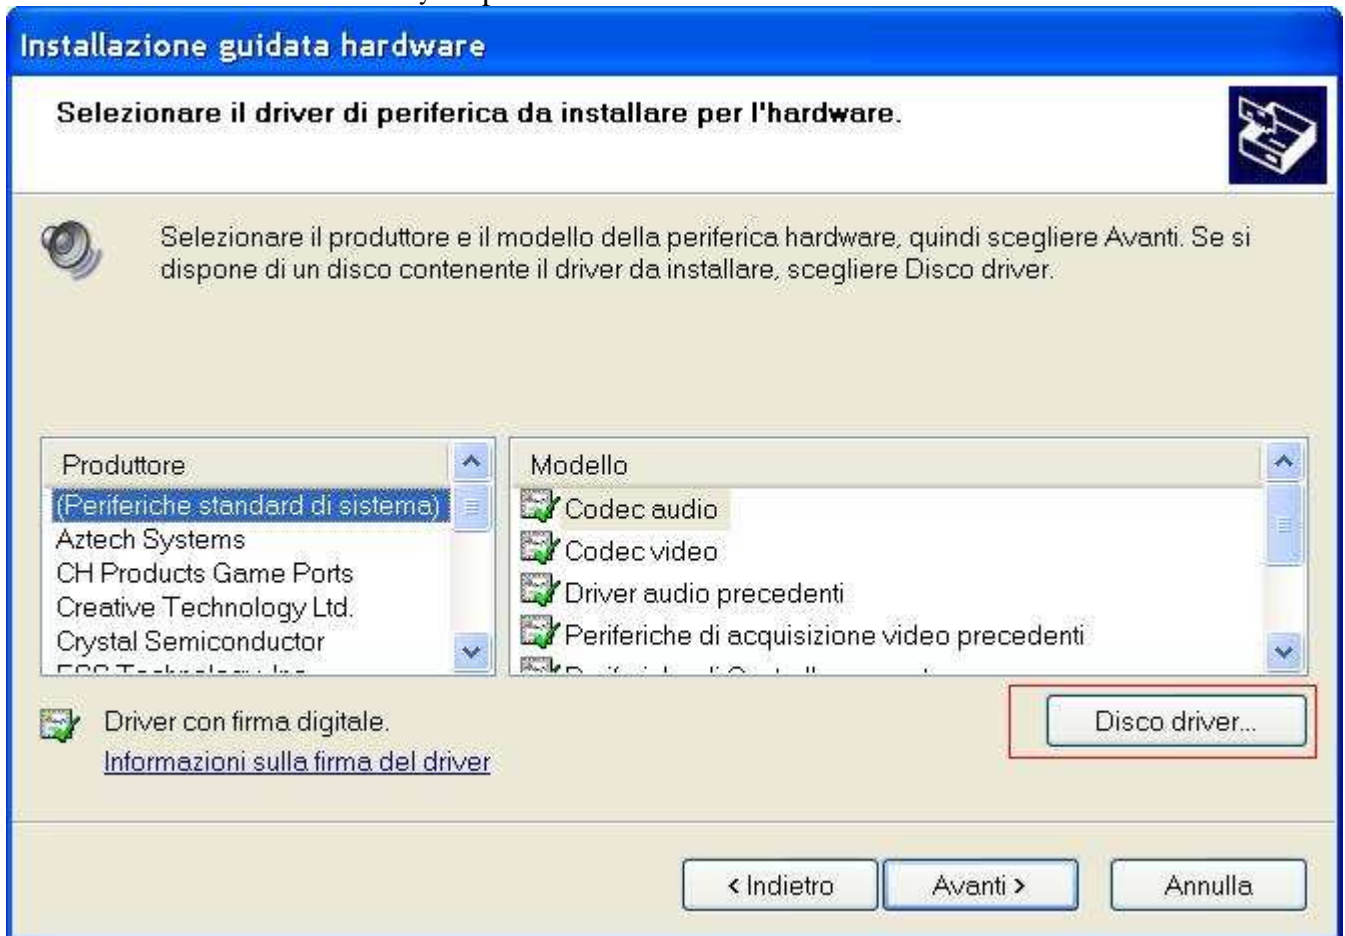 Installazione guidata hardware
Selezionare il driver di periferica da installare per l'hardware.
Selezionare il produttore e il modello della periferica hardware, quindi scegliere Avanti. Se si
dispone di un disco contenente il driver da installare, scegliere Disco driver.
Produttore
(Periferiche standard di sistema)
Aztech Systems
CH Products Game Ports
Creative Technology Ltd.
Crystal Semiconductor
Modello
Codec audio
Codec video
Driver audio precedenti
Periferiche di acquisizione video precedenti
Driver con firma digitale.
Informazioni sulla firma del driver
Disco driver...
< Indietro
Avanti >
Annulla